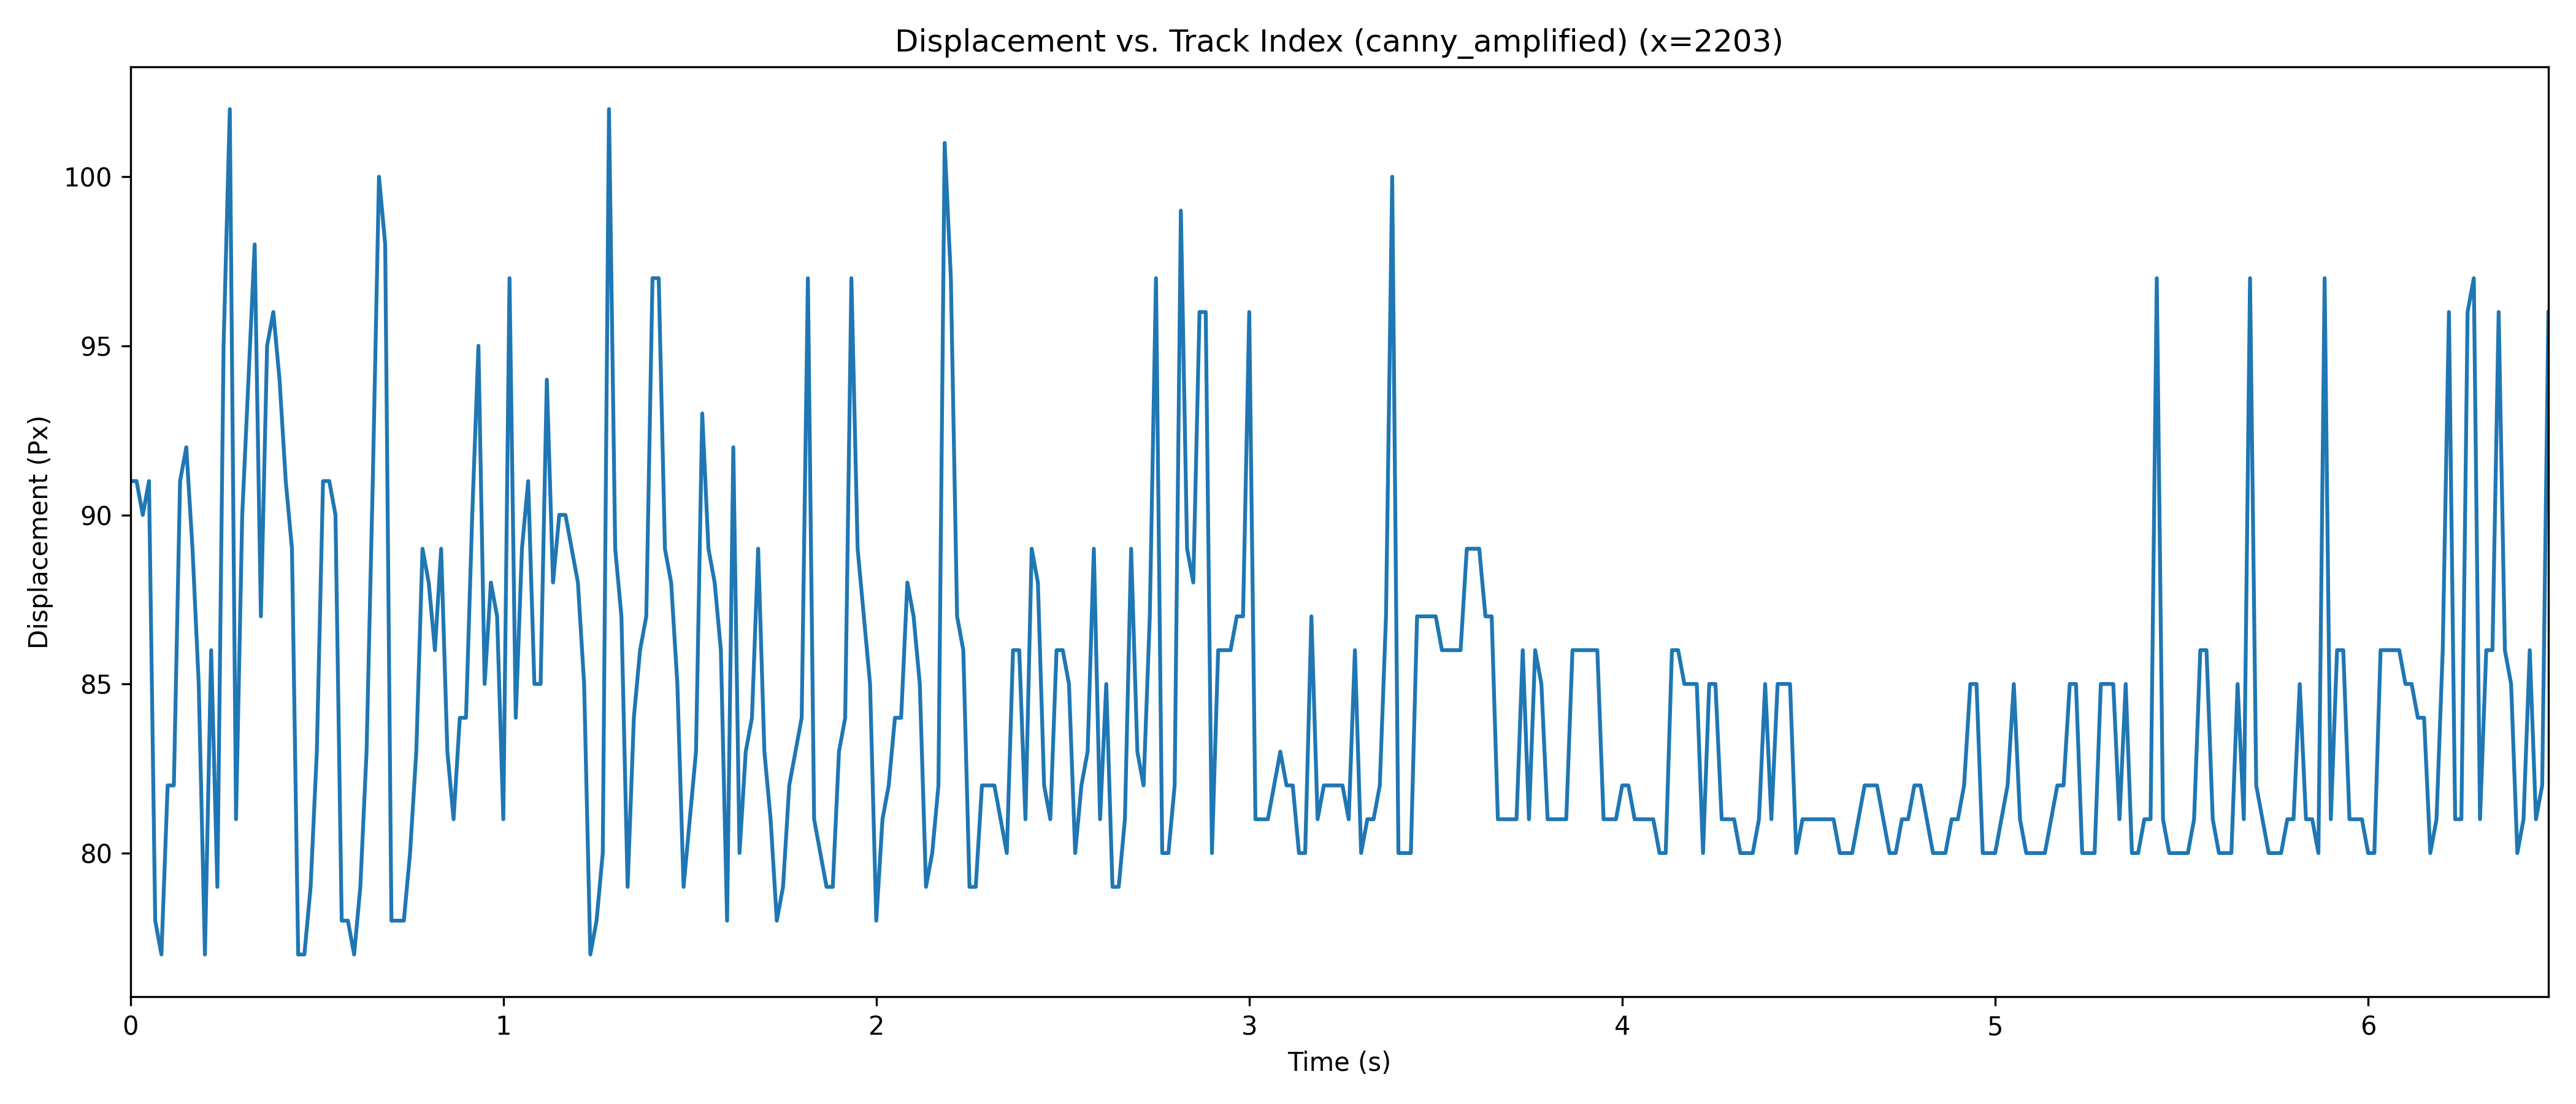 Displacement vs. Track Index (canny_amplified) (x=2203)
Displacement (Px)
100
95
90
85
80
0 1 2 3 4 5 6
Time (s)